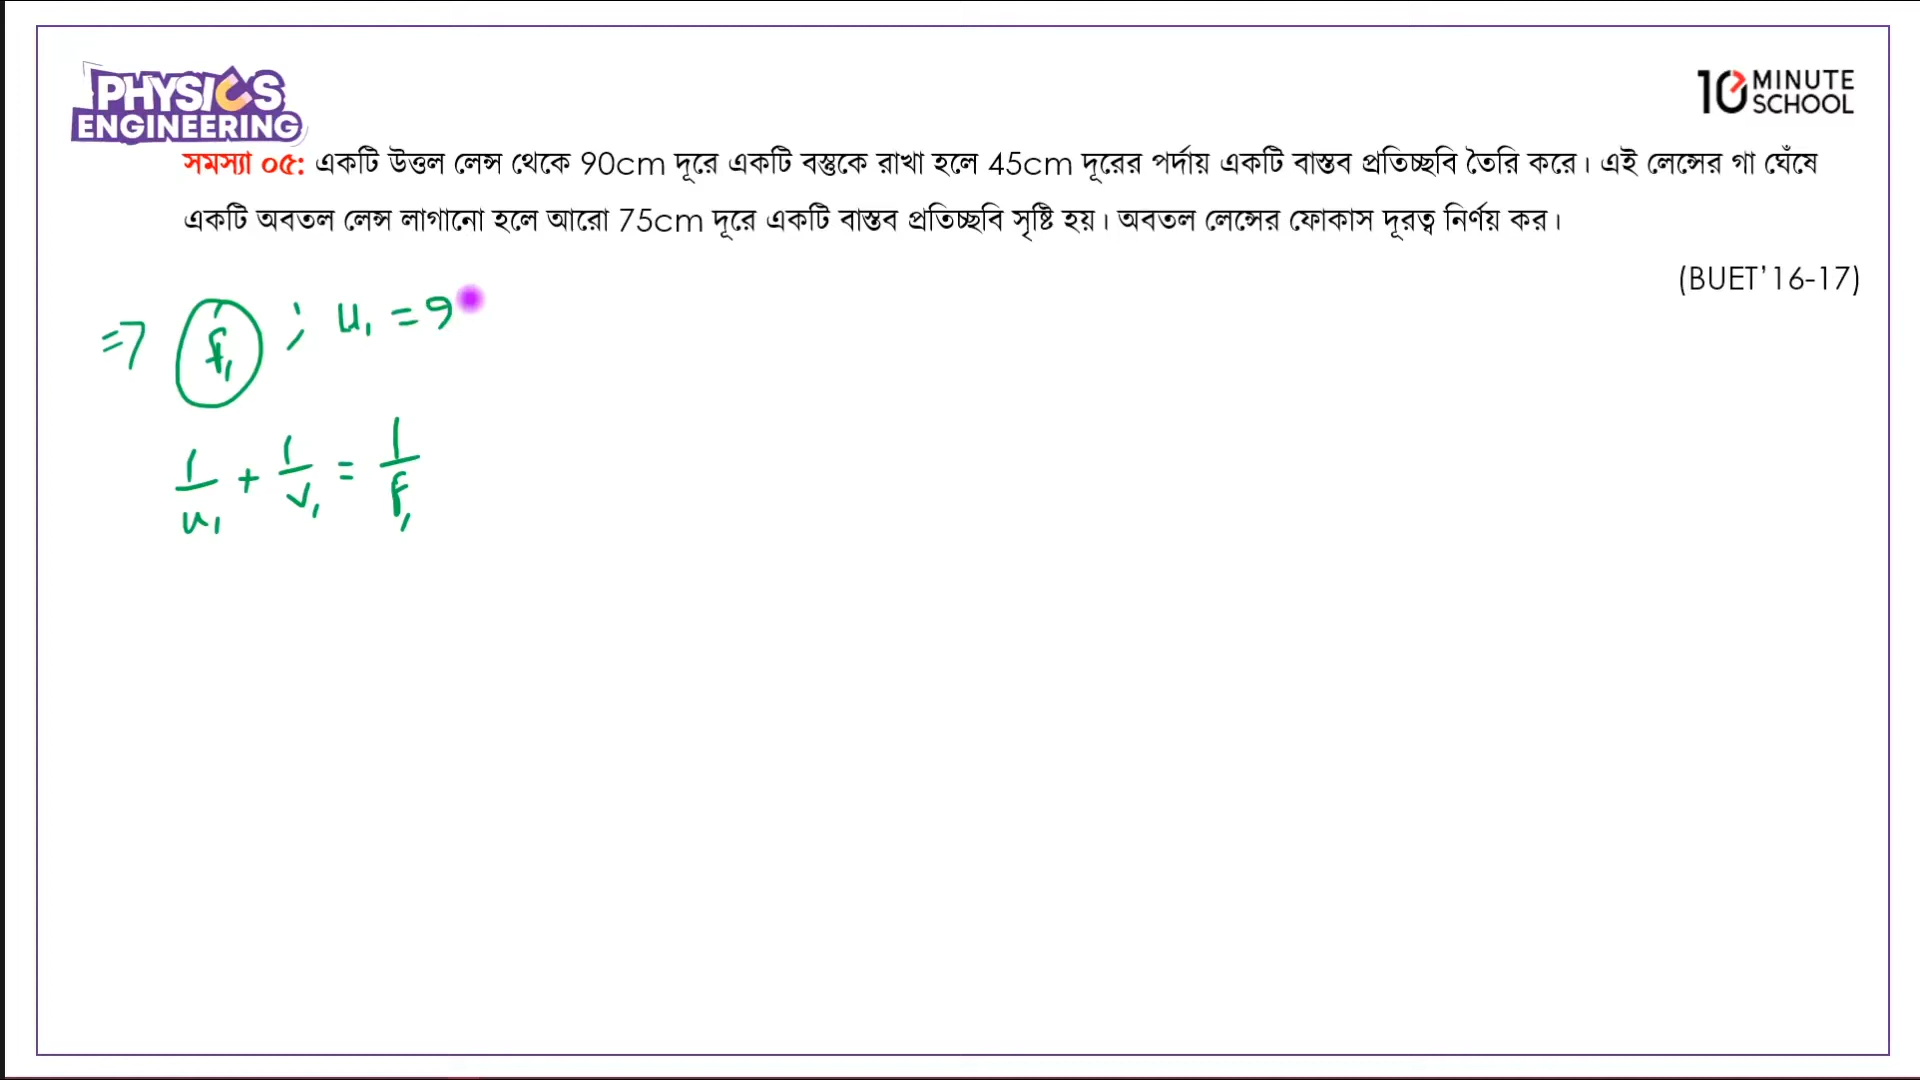 PHYSICS
ENGINEERING
10 MINUTE
SCHOOL
সমস্যা ০৫: একটি উত্তল লেন্স থেকে 90cm দূরে একটি বস্তুকে রাখা হলে 45cm দূরের পর্দায় একটি বাস্তব প্রতিচ্ছবি তৈরি করে। এই লেন্সের গা ঘেঁষে
একটি অবতল লেন্স লাগানো হলে আরো 75cm দূরে একটি বাস্তব প্রতিচ্ছবি সৃষ্টি হয়। অবতল লেন্সের ফোকাস দূরত্ব নির্ণয় কর।
(BUET’16-17)
=> f₁ ; u₁ = 9
1/u₁ + 1/v₁ = 1/f₁